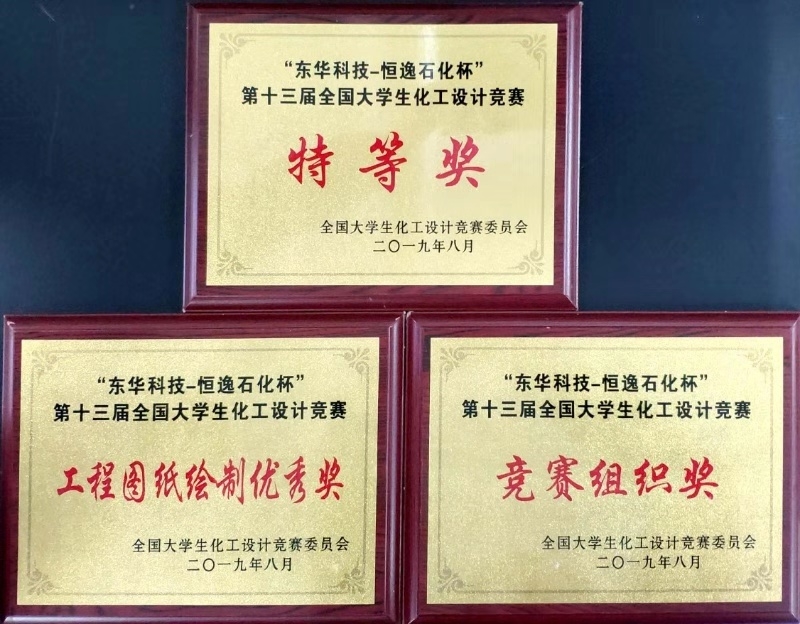 “东华科技-恒逸石化杯”
第十三届全国大学生化工设计竞赛
特等奖
全国大学生化工设计竞赛委员会
二〇一九年八月
“东华科技-恒逸石化杯”
第十三届全国大学生化工设计竞赛
工程图纸绘制优秀奖
全国大学生化工设计竞赛委员会
二〇一九年八月
“东华科技-恒逸石化杯”
第十三届全国大学生化工设计竞赛
竞赛组织奖
全国大学生化工设计竞赛委员会
二〇一九年八月